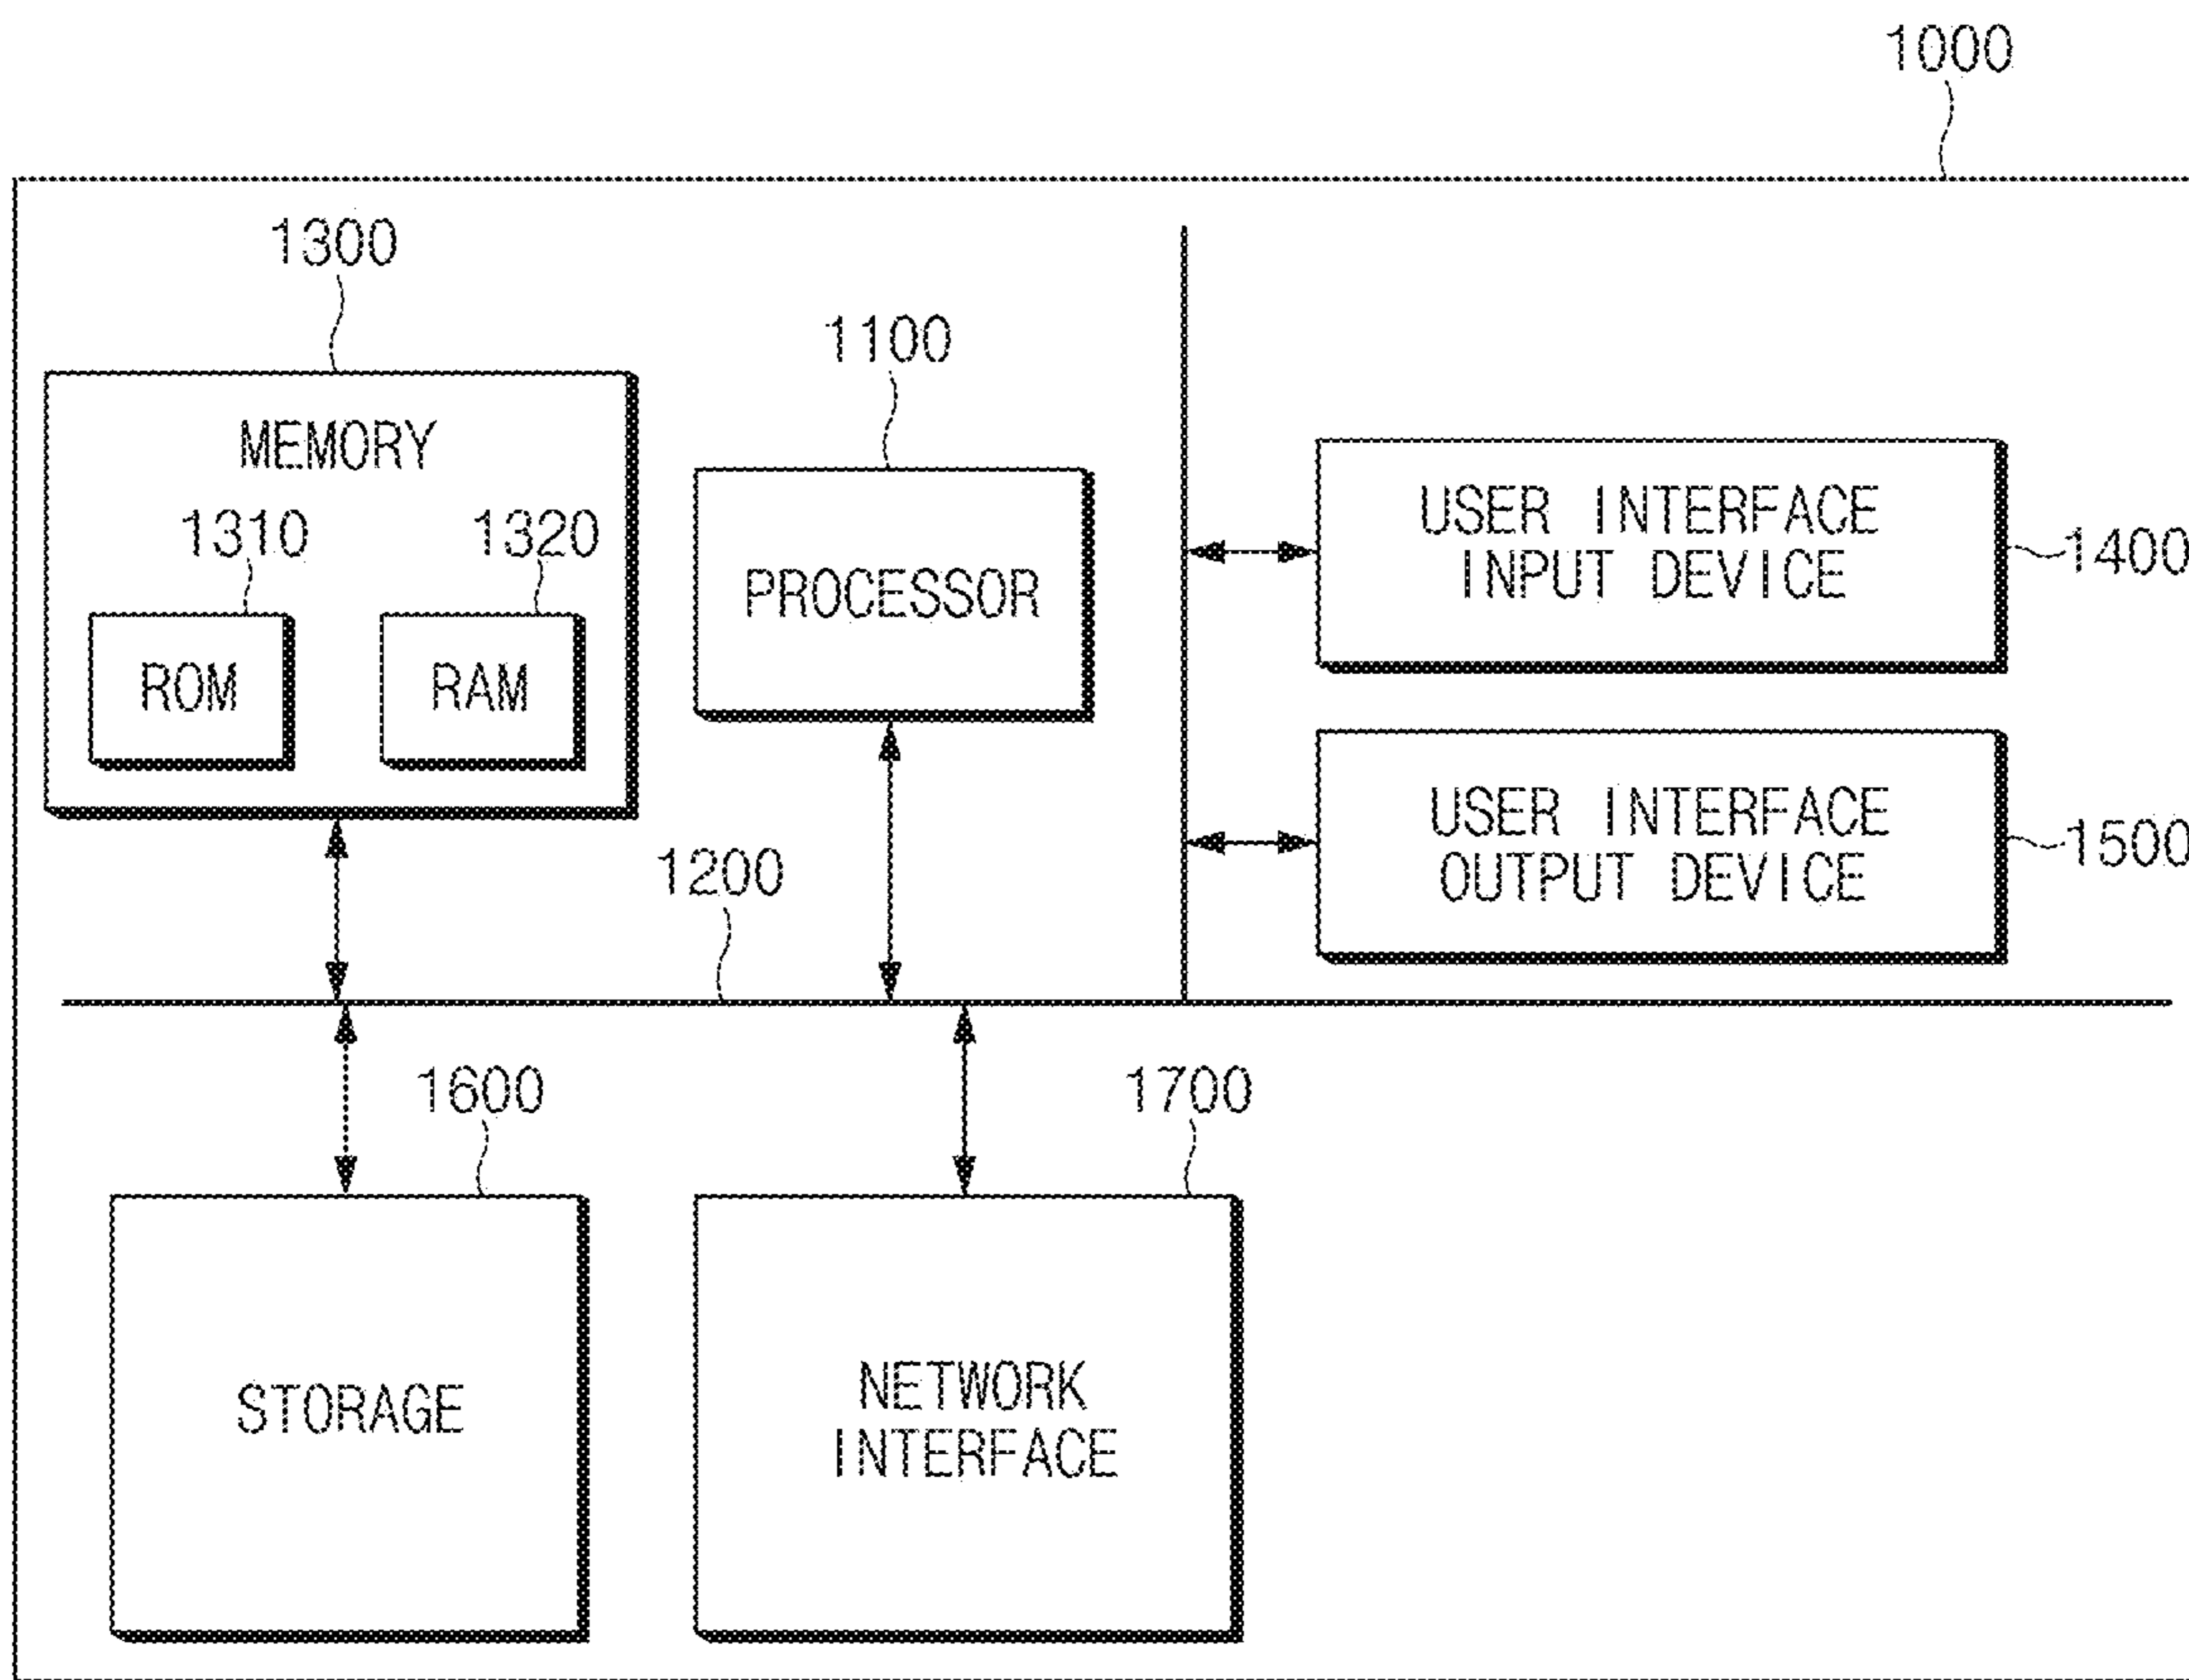 1000
1300
1100
MEMORY
1310
1320
ROM
RAM
PROCESSOR
USER INTERFACE
INPUT DEVICE
1400
USER INTERFACE
OUTPUT DEVICE
1500
1200
1600
1700
STORAGE
NETWORK
INTERFACE